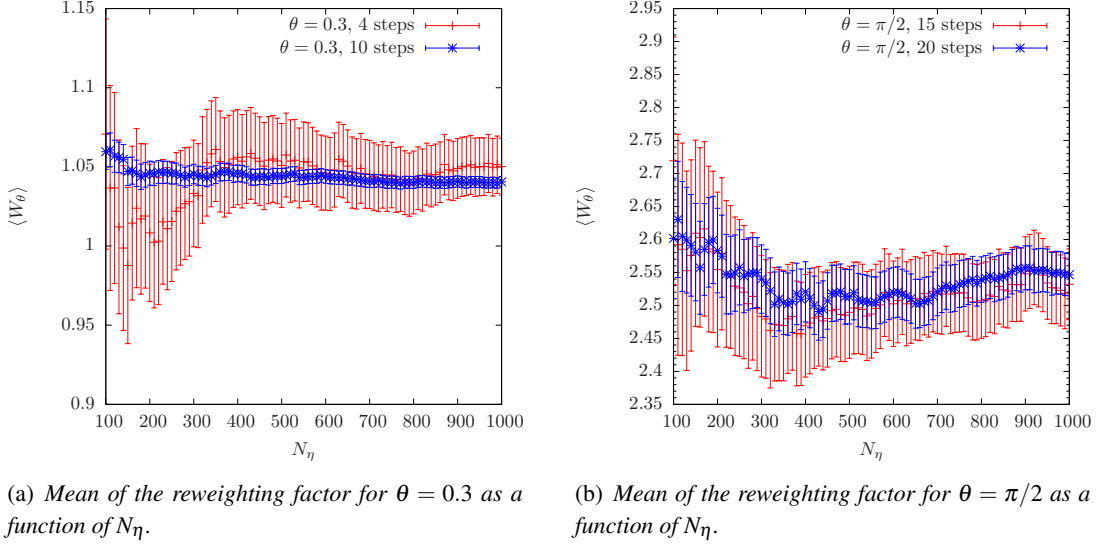 1.15
1.1
1.05
1
0.95
0.9
⟨W_θ⟩
θ = 0.3, 4 steps
θ = 0.3, 10 steps
100 200 300 400 500 600 700 800 900 1000
N_η
2.95
2.9
2.85
2.8
2.75
2.7
2.65
2.6
2.55
2.5
2.45
2.4
2.35
⟨W_θ⟩
θ = π/2, 15 steps
θ = π/2, 20 steps
100 200 300 400 500 600 700 800 900 1000
N_η
(a) Mean of the reweighting factor for θ = 0.3 as a
function of N_η.
(b) Mean of the reweighting factor for θ = π/2 as a
function of N_η.